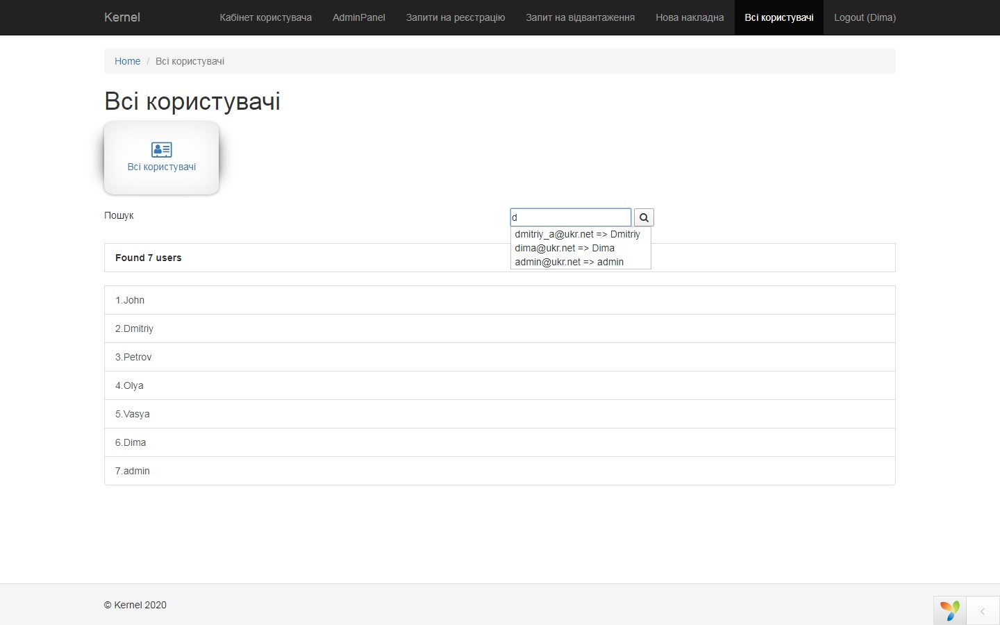 Kernel Кабінет користувача AdminPanel Запити на реєстрацію Запит на відвантаження Нова накладна Всі користувачі Logout (Dima)
Home / Всі користувачі
Всі користувачі
Всі користувачі
Пошук d
dmitriy_a@ukr.net => Dmitriy
dima@ukr.net => Dima
admin@ukr.net => admin
Found 7 users
1.John
2.Dmitriy
3.Petrov
4.Olya
5.Vasya
6.Dima
7.admin
© Kernel 2020